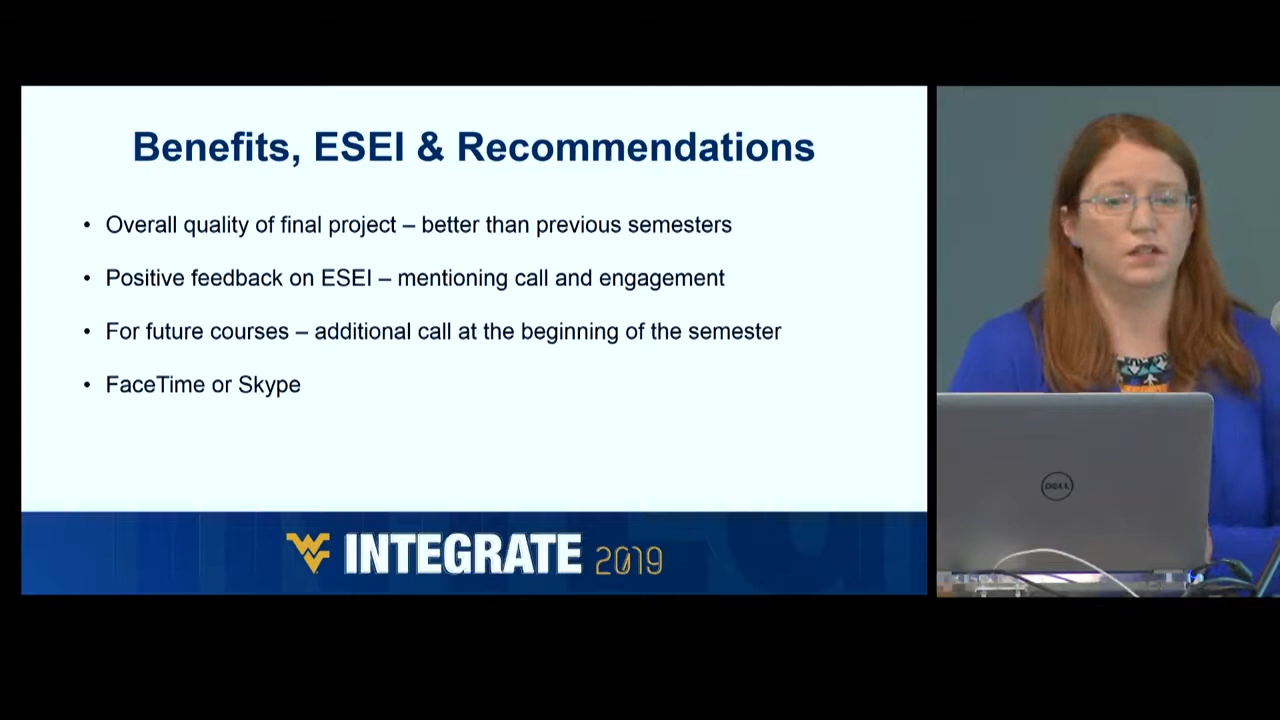 Benefits, ESEI & Recommendations
• Overall quality of final project – better than previous semesters
• Positive feedback on ESEI – mentioning call and engagement
• For future courses – additional call at the beginning of the semester
• FaceTime or Skype
INTEGRATE 2019
DELL